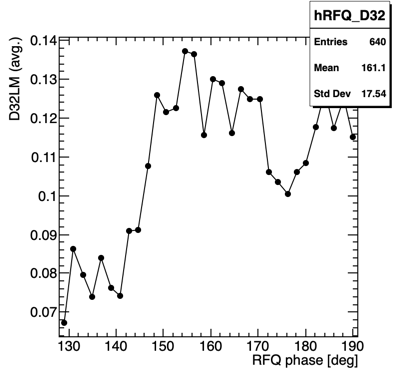 hRFQ_D32
Entries 640
Mean 161.1
Std Dev 17.54
D32LM (avg.)
0.14
0.13
0.12
0.11
0.1
0.09
0.08
0.07
130 140 150 160 170 180 190
RFQ phase [deg]